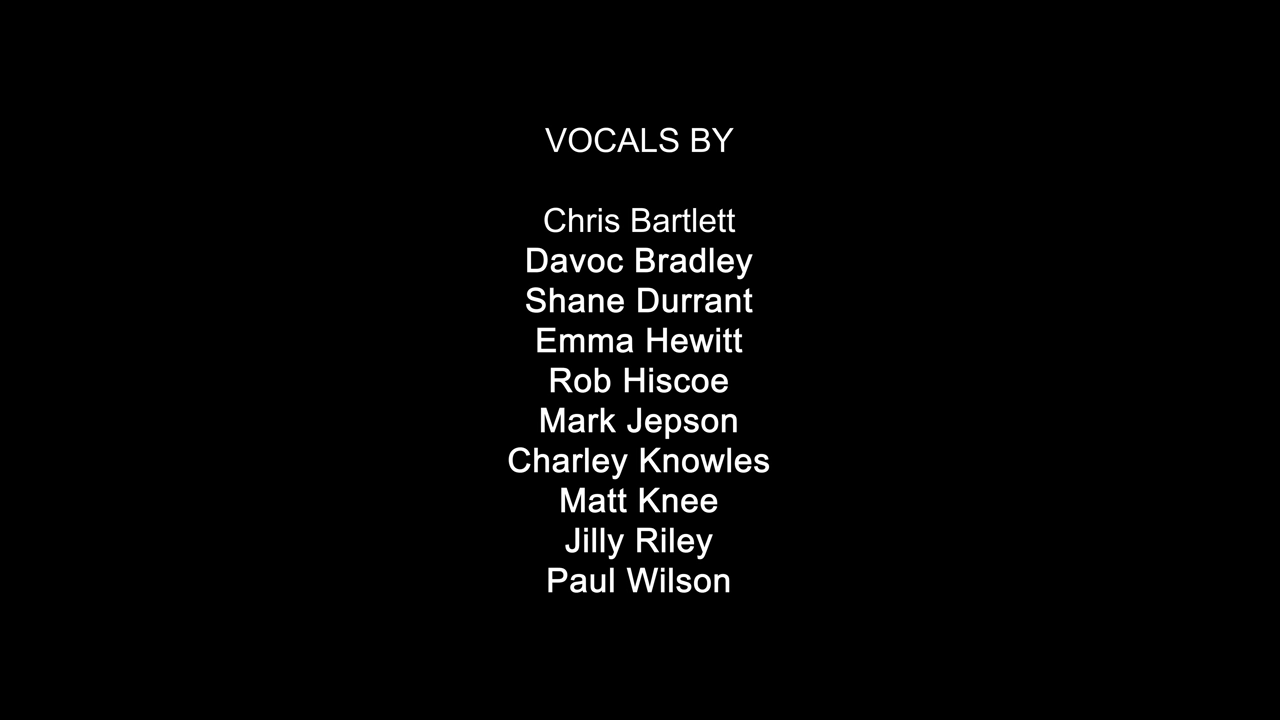 VOCALS BY
Chris Bartlett
Davoc Bradley
Shane Durrant
Emma Hewitt
Rob Hiscoe
Mark Jepson
Charley Knowles
Matt Knee
Jilly Riley
Paul Wilson